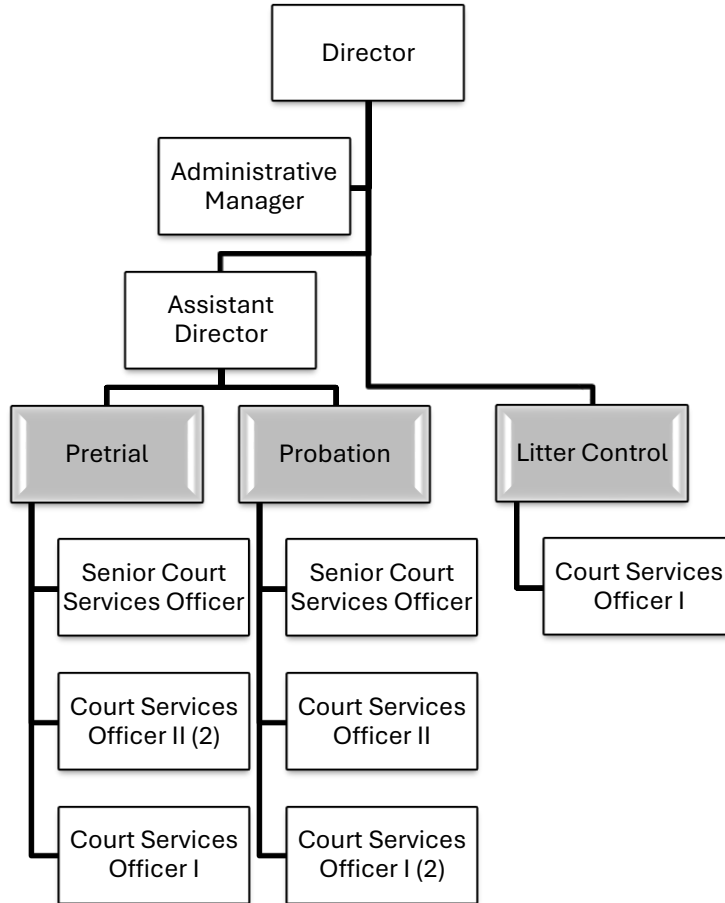 Director
Administrative
Manager
Assistant
Director
Pretrial
Probation
Litter Control
Senior Court
Services Officer
Senior Court
Services Officer
Court Services
Officer I
Court Services
Officer II (2)
Court Services
Officer II
Court Services
Officer I
Court Services
Officer I (2)